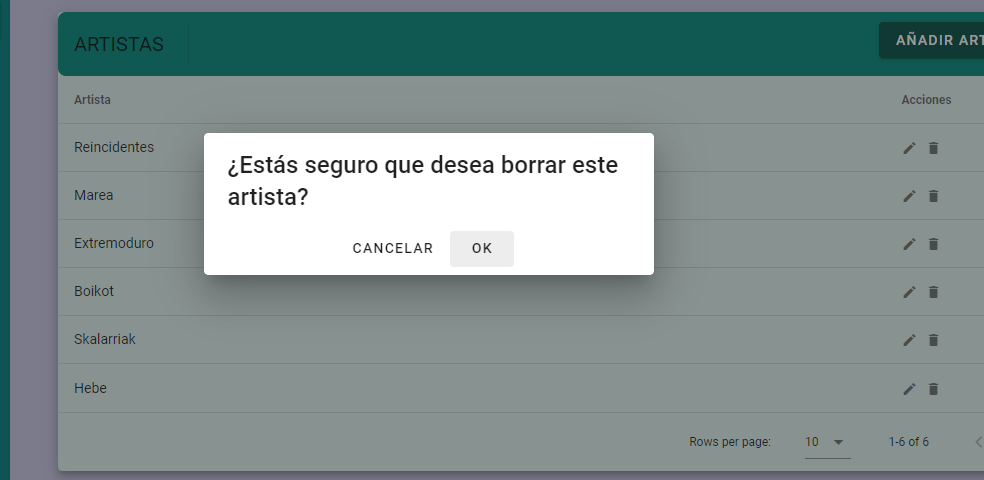 ARTISTAS
Artista
Acciones
Reincidentes
Marea
Extremoduro
Boikot
Skalarriak
Hebe
¿Estás seguro que desea borrar este
artista?
CANCELAR OK
AÑADIR ART
Rows per page: 10 1-6 of 6